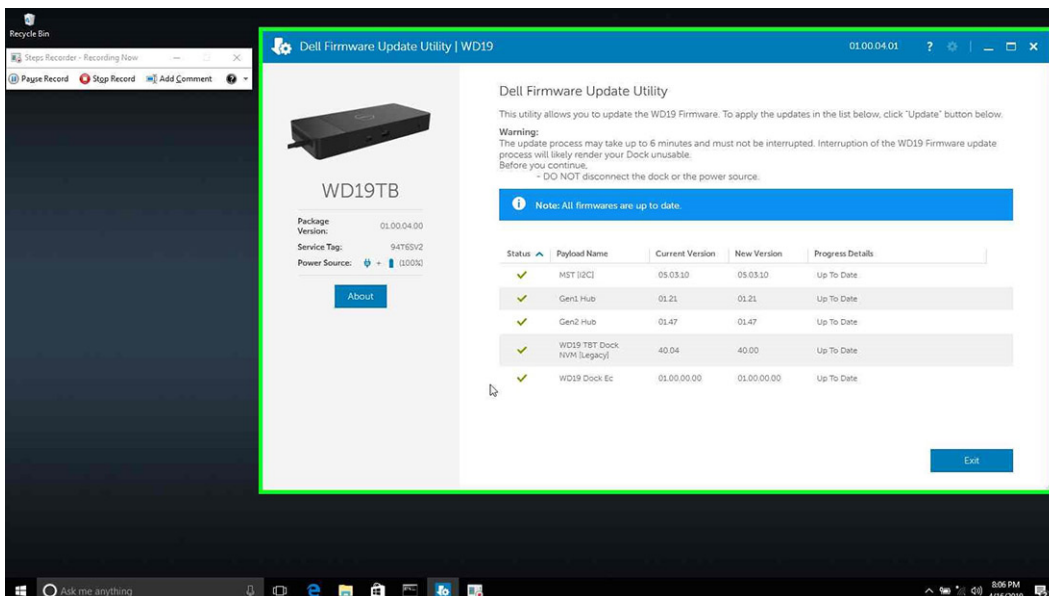 Recycle Bin
Steps Recorder - Recording Now
Pause Record Stop Record Add Comment
Dell Firmware Update Utility | WD19
01.00.04.01
WD19TB
Package Version: 01.00.04.00
Service Tag: 94T6SV2
Power Source: + (100%)
About
Dell Firmware Update Utility
This utility allows you to update the WD19 Firmware. To apply the updates in the list below, click "Update" button below.
Warning:
The update process may take up to 6 minutes and must not be interrupted. Interruption of the WD19 Firmware update
process will likely render your Dock unusable.
Before you continue,
- DO NOT disconnect the dock or the power source.
Note: All firmwares are up to date.
Status Payload Name Current Version New Version Progress Details
MST [I2C] 05.03.10 05.03.10 Up To Date
Gen1 Hub 01.21 01.21 Up To Date
Gen2 Hub 01.47 01.47 Up To Date
WD19 TBT Dock NVM [Legacy] 40.04 40.00 Up To Date
WD19 Dock Ec 01.00.00.00 01.00.00.00 Up To Date
Exit
Ask me anything
8:06 PM